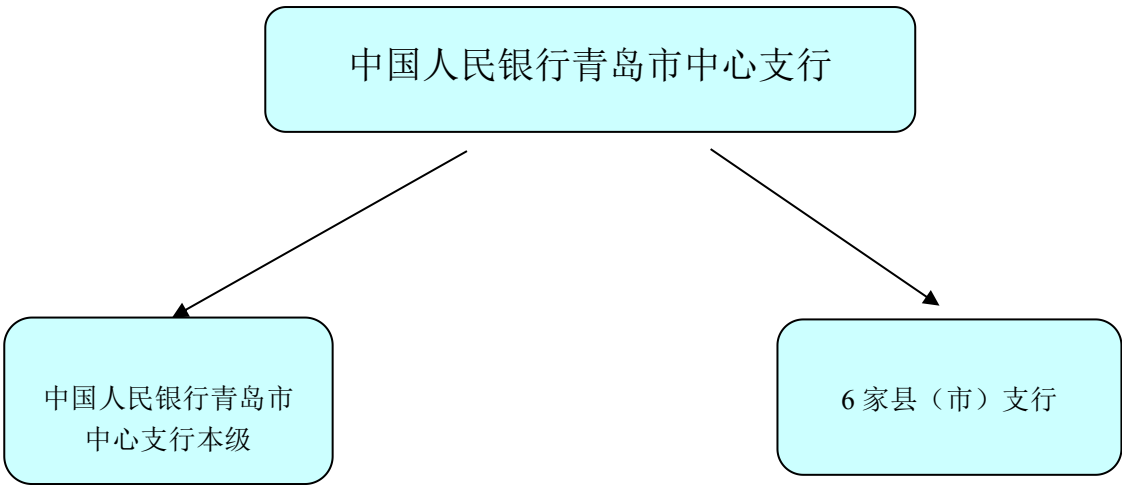 中国人民银行青岛市中心支行
中国人民银行青岛市
中心支行本级
6 家县（市）支行